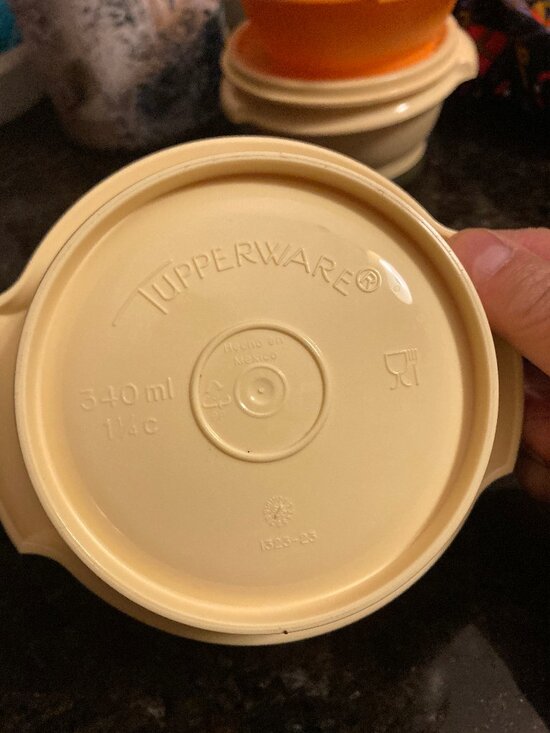 TUPPERWARE®
Hecho en
México
340 ml
1¼ c
1323-23